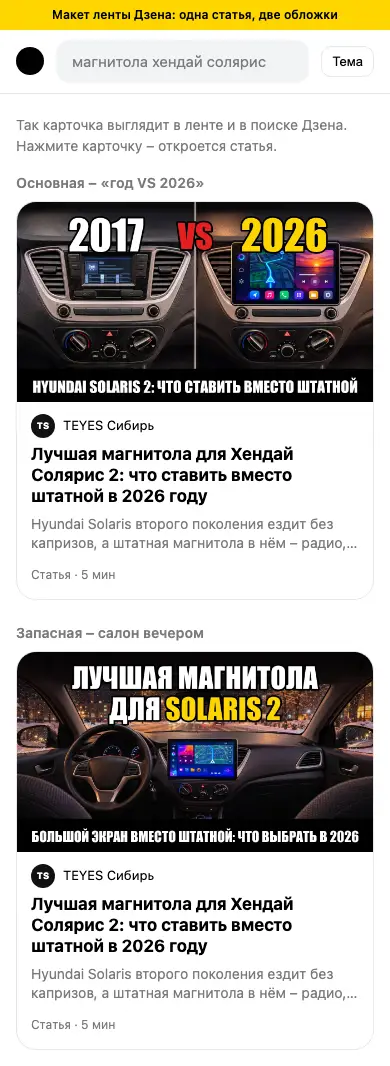 Макет ленты Дзена: одна статья, две обложки
магнитола хендай солярис
Тема
Так карточка выглядит в ленте и в поиске Дзена.
Нажмите карточку – откроется статья.
Основная – «год VS 2026»
2017 VS 2026
HYUNDAI SOLARIS 2: ЧТО СТАВИТЬ ВМЕСТО ШТАТНОЙ
TS TEYES Сибирь
Лучшая магнитола для Хендай
Солярис 2: что ставить вместо
штатной в 2026 году
Hyundai Solaris второго поколения ездит без
капризов, а штатная магнитола в нём – радио,...
Статья · 5 мин
Запасная – салон вечером
ЛУЧШАЯ МАГНИТОЛА
ДЛЯ SOLARIS 2
БОЛЬШОЙ ЭКРАН ВМЕСТО ШТАТНОЙ: ЧТО ВЫБРАТЬ В 2026
TS TEYES Сибирь
Лучшая магнитола для Хендай
Солярис 2: что ставить вместо
штатной в 2026 году
Hyundai Solaris второго поколения ездит без
капризов, а штатная магнитола в нём – радио,...
Статья · 5 мин